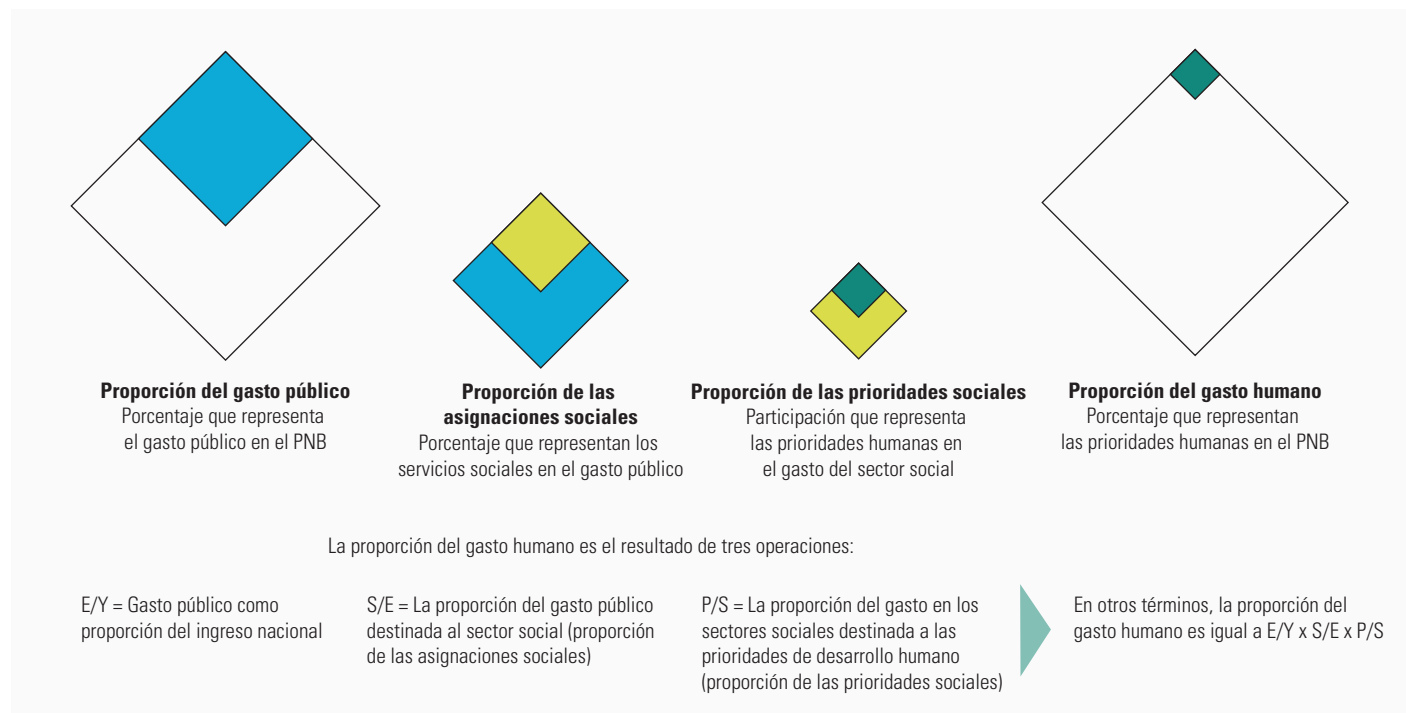 Proporción del gasto público
Porcentaje que representa
el gasto público en el PNB
Proporción de las
asignaciones sociales
Porcentaje que representan los
servicios sociales en el gasto público
Proporción de las prioridades sociales
Participación que representa
las prioridades humanas en
el gasto del sector social
Proporción del gasto humano
Porcentaje que representan
las prioridades humanas en el PNB
La proporción del gasto humano es el resultado de tres operaciones:
E/Y = Gasto público como
proporción del ingreso nacional
S/E = La proporción del gasto público
destinada al sector social (proporción
de las asignaciones sociales)
P/S = La proporción del gasto en los
sectores sociales destinada a las
prioridades de desarrollo humano
(proporción de las prioridades sociales)
En otros términos, la proporción del
gasto humano es igual a E/Y x S/E x P/S